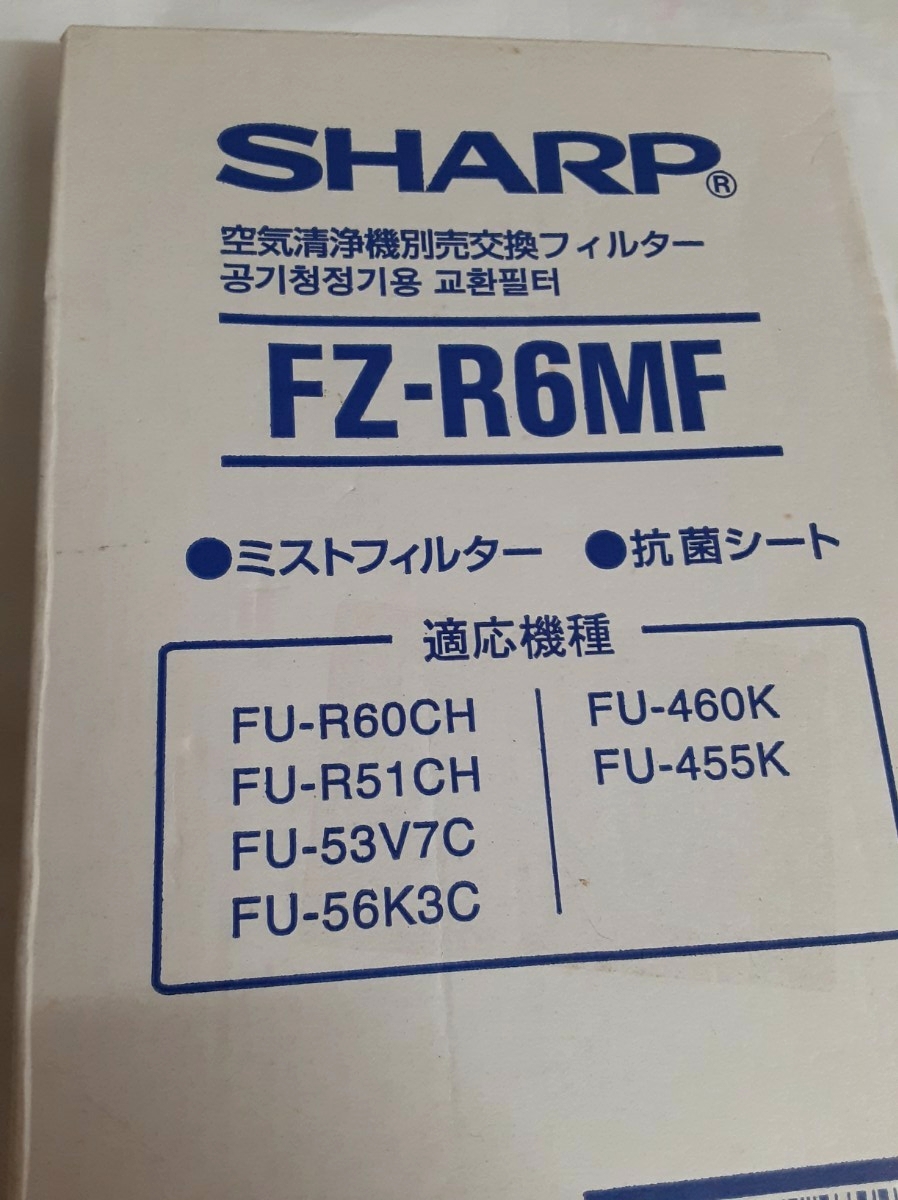 SHARP®
空気清浄機別売交換フィルター
공기청정기용 교환필터
FZ-R6MF
●ミストフィルター ●抗菌シート
適応機種
FU-R60CH
FU-R51CH
FU-53V7C
FU-56K3C
FU-460K
FU-455K